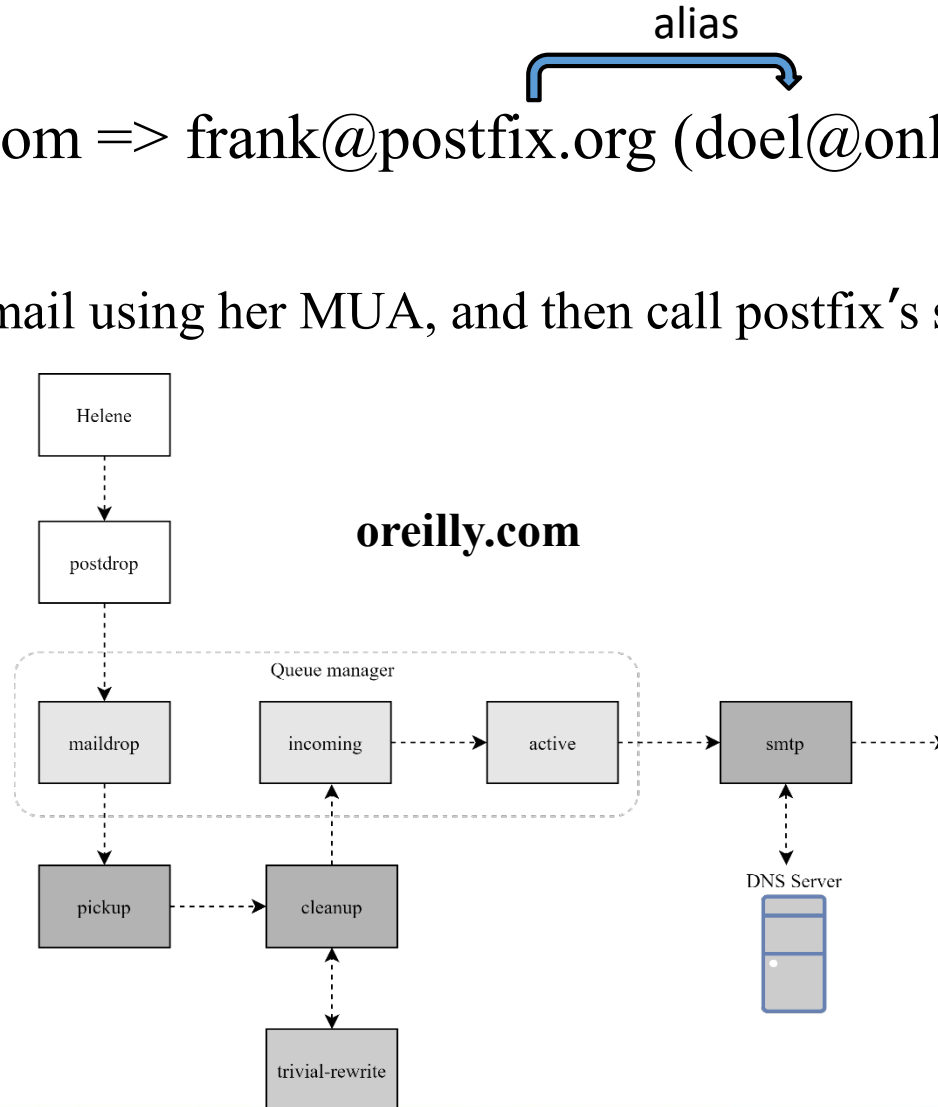 alias
om => frank@postfix.org (doel@onl
mail using her MUA, and then call postfix′s s
Helene
oreilly.com
postdrop
Queue manager
maildrop
incoming
active
smtp
DNS Server
pickup
cleanup
trivial-rewrite